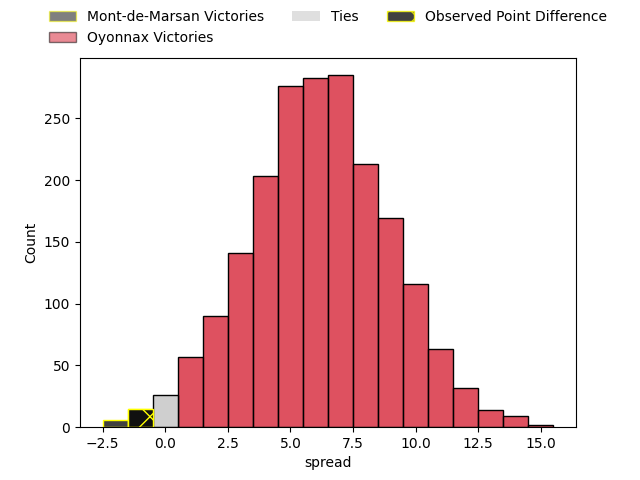 Mont-de-Marsan Victories
Ties
Observed Point Difference
Oyonnax Victories
Count
250
200
150
100
50
0
−2.5
0.0
2.5
5.0
7.5
10.0
12.5
15.0
spread